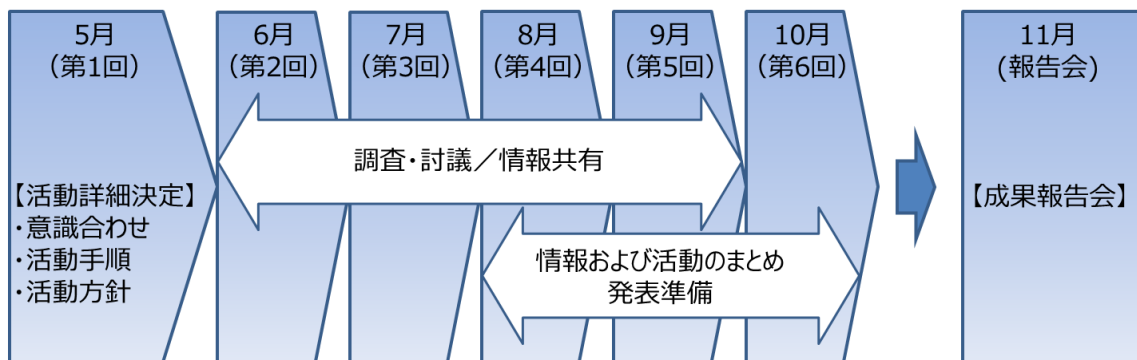 5月
（第1回）
【活動詳細決定】
・意識合わせ
・活動手順
・活動方針
6月
（第2回）
7月
（第3回）
8月
（第4回）
9月
（第5回）
10月
（第6回）
調査・討議／情報共有
情報および活動のまとめ
発表準備
11月
(報告会)
【成果報告会】